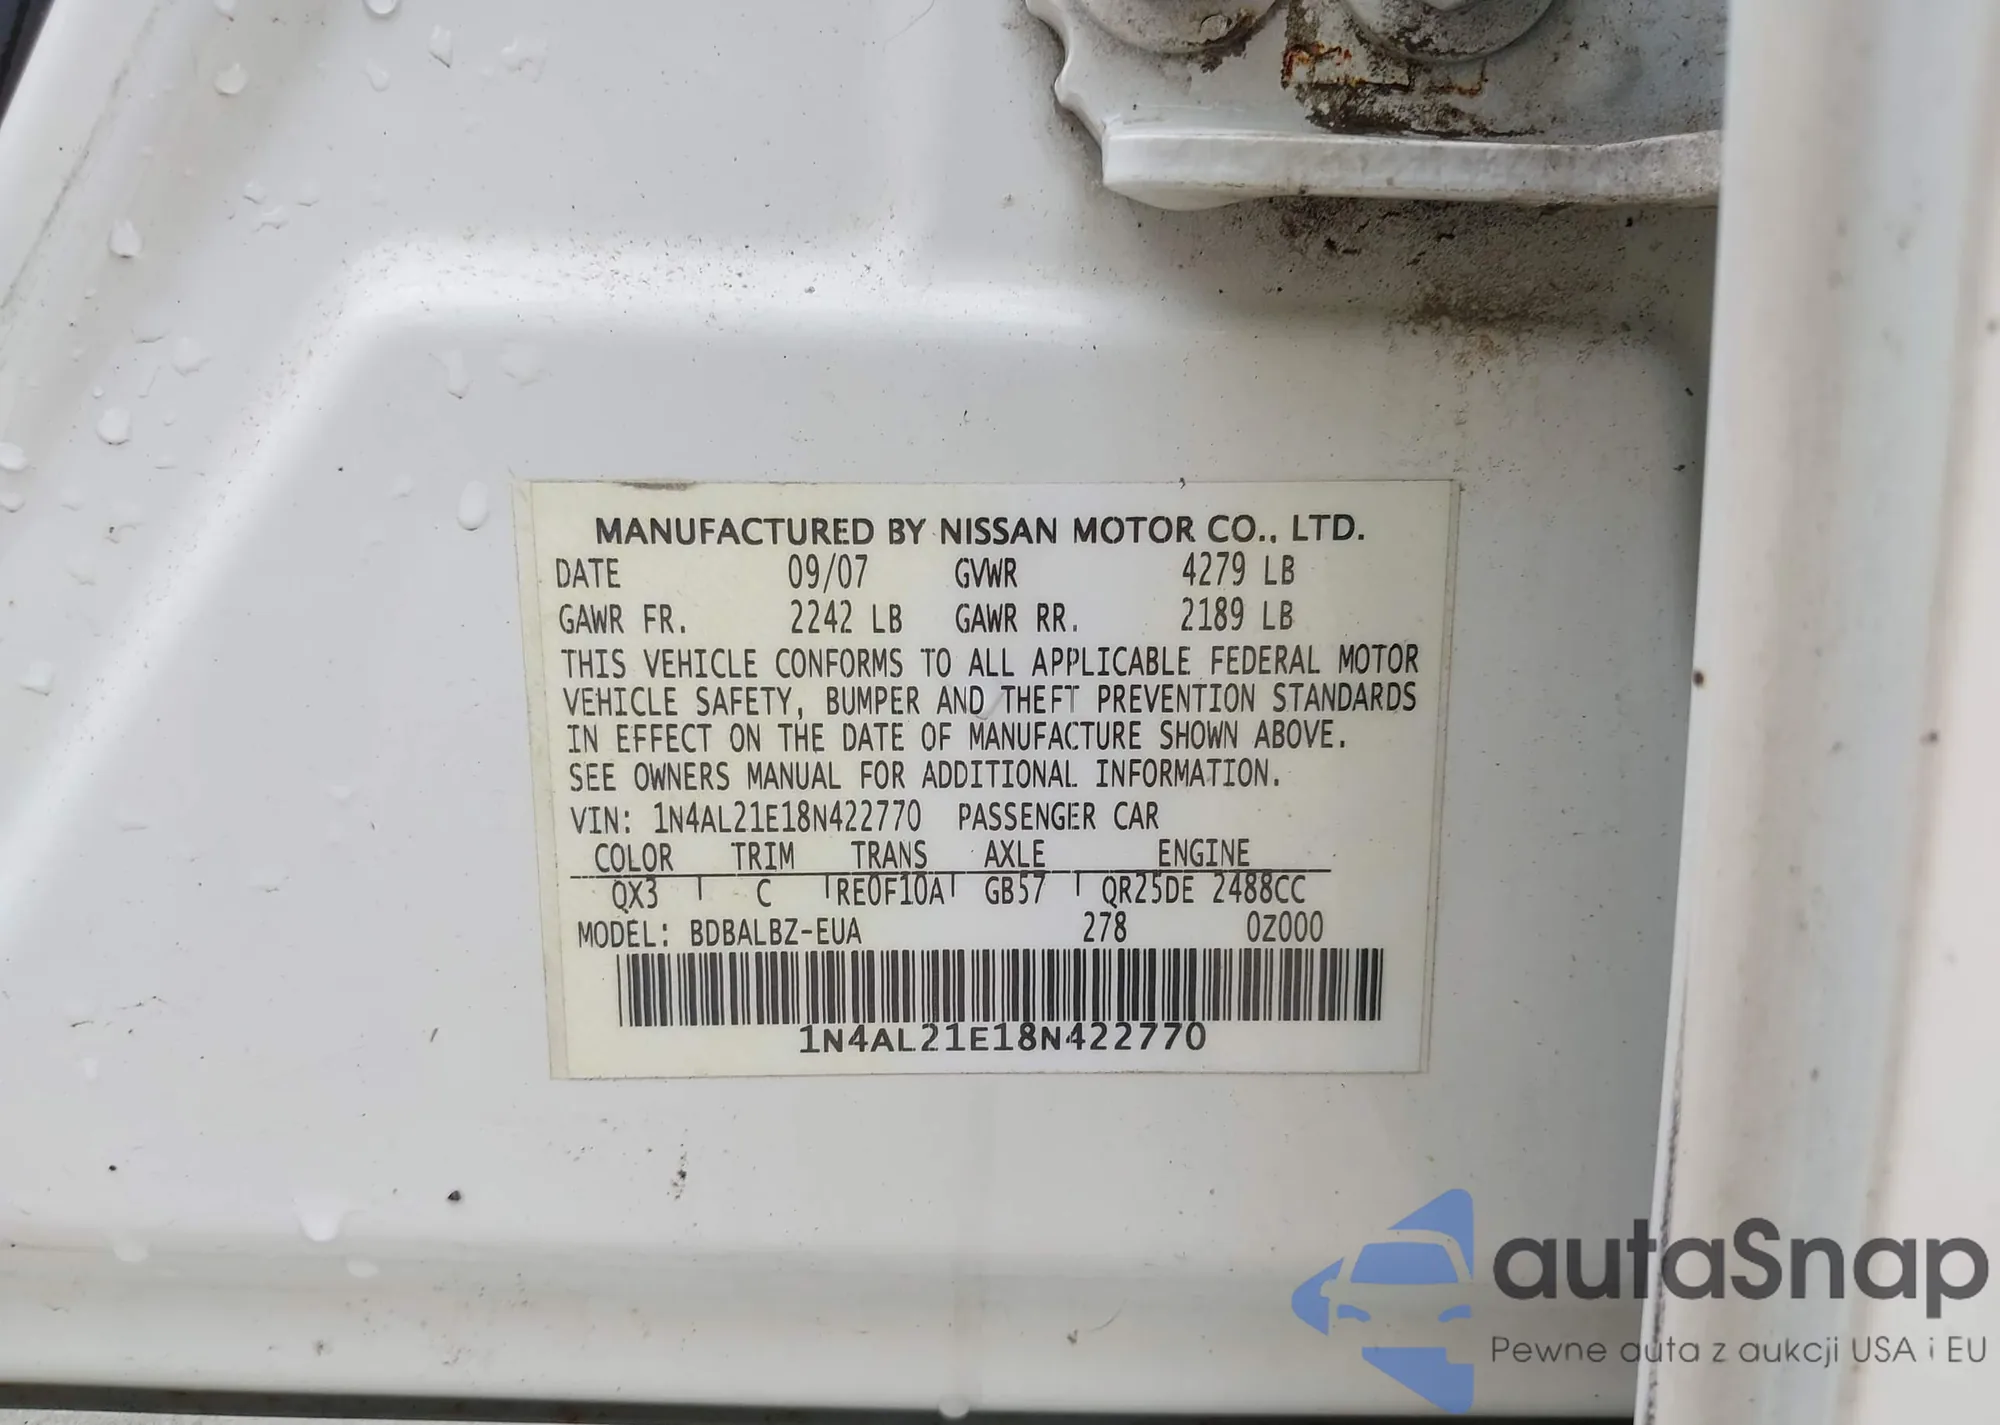 MANUFACTURED BY NISSAN MOTOR CO., LTD.
DATE 09/07 GVWR 4279 LB
GAWR FR. 2242 LB GAWR RR. 2189 LB
THIS VEHICLE CONFORMS TO ALL APPLICABLE FEDERAL MOTOR
VEHICLE SAFETY, BUMPER AND THEFT PREVENTION STANDARDS
IN EFFECT ON THE DATE OF MANUFACTURE SHOWN ABOVE.
SEE OWNERS MANUAL FOR ADDITIONAL INFORMATION.
VIN: 1N4AL21E18N422770 PASSENGER CAR
COLOR TRIM TRANS AXLE ENGINE
QX3 C RE0F10A GB57 QR25DE 2488CC
MODEL: BDBALBZ-EUA 278 0Z000
1N4AL21E18N422770
autaSnap
Pewne auta z aukcji USA i EU